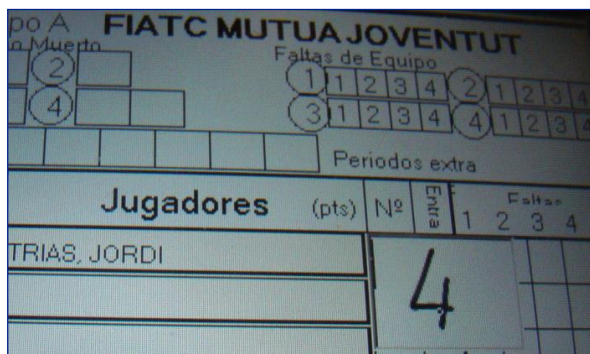 po A FIATC MUTUA JOVENTUT
o Muerto Faltas de Equipo
2 1 1 2 3 4 2 1 2 3 4
4 3 1 2 3 4 4 1 2 3 4
Periodos extra
Jugadores (pts) Nº Entra Faltas
1 2 3 4
TRIAS, JORDI 4